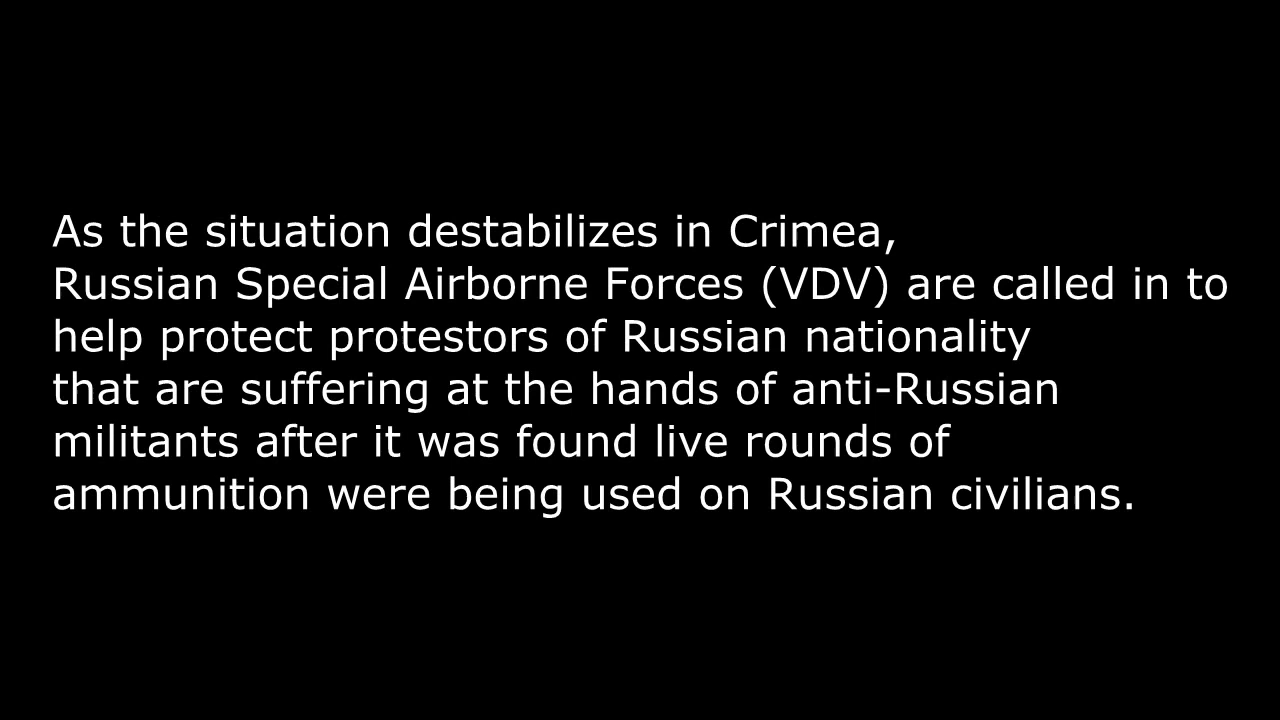 As the situation destabilizes in Crimea,
Russian Special Airborne Forces (VDV) are called in to
help protect protestors of Russian nationality
that are suffering at the hands of anti-Russian
militants after it was found live rounds of
ammunition were being used on Russian civilians.